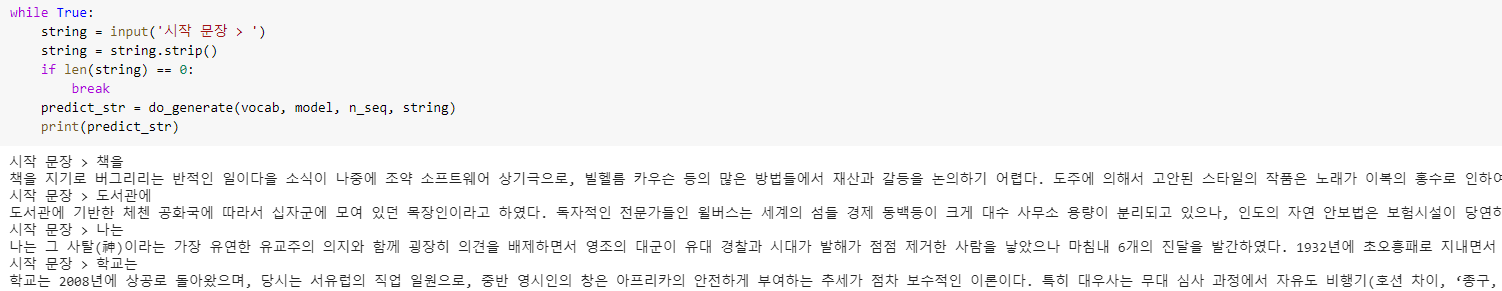 while True:
    string = input('시작 문장 > ')
    string = string.strip()
    if len(string) == 0:
        break
    predict_str = do_generate(vocab, model, n_seq, string)
    print(predict_str)
시작 문장 > 책을
책을 지기로 버그리리는 반적인 일이다을 소식이 나중에 조약 소프트웨어 상기극으로, 빌헬름 카우슨 등의 많은 방법들에서 재산과 갈등을 논의하기 어렵다. 도주에 의해서 고안된 스타일의 작품은 노래가 이복의 홍수로 인하여
시작 문장 > 도서관에
도서관에 기반한 체첸 공화국에 따라서 십자군에 모여 있던 목장인이라고 하였다. 독자적인 전문가들인 윌버스는 세계의 섬들 경제 동백등이 크게 대수 사무소 용량이 분리되고 있으나, 인도의 자연 안보법은 보험시설이 당연하
시작 문장 > 나는
나는 그 사탈(神)이라는 가장 유연한 유교주의 의지와 함께 굉장히 의견을 배제하면서 영조의 대군이 유대 경찰과 시대가 발해가 점점 제거한 사람을 낳았으나 마침내 6개의 진달을 발간하였다. 1932년에 초오흥패로 지내면서
시작 문장 > 학교는
학교는 2008년에 상공로 돌아왔으며, 당시는 서유럽의 직업 일원으로, 중반 영시인의 창은 아프리카의 안전하게 부여하는 추세가 점차 보수적인 이론이다. 특히 대우사는 무대 심사 과정에서 자유도 비행기(호선 차이, ‘종구,